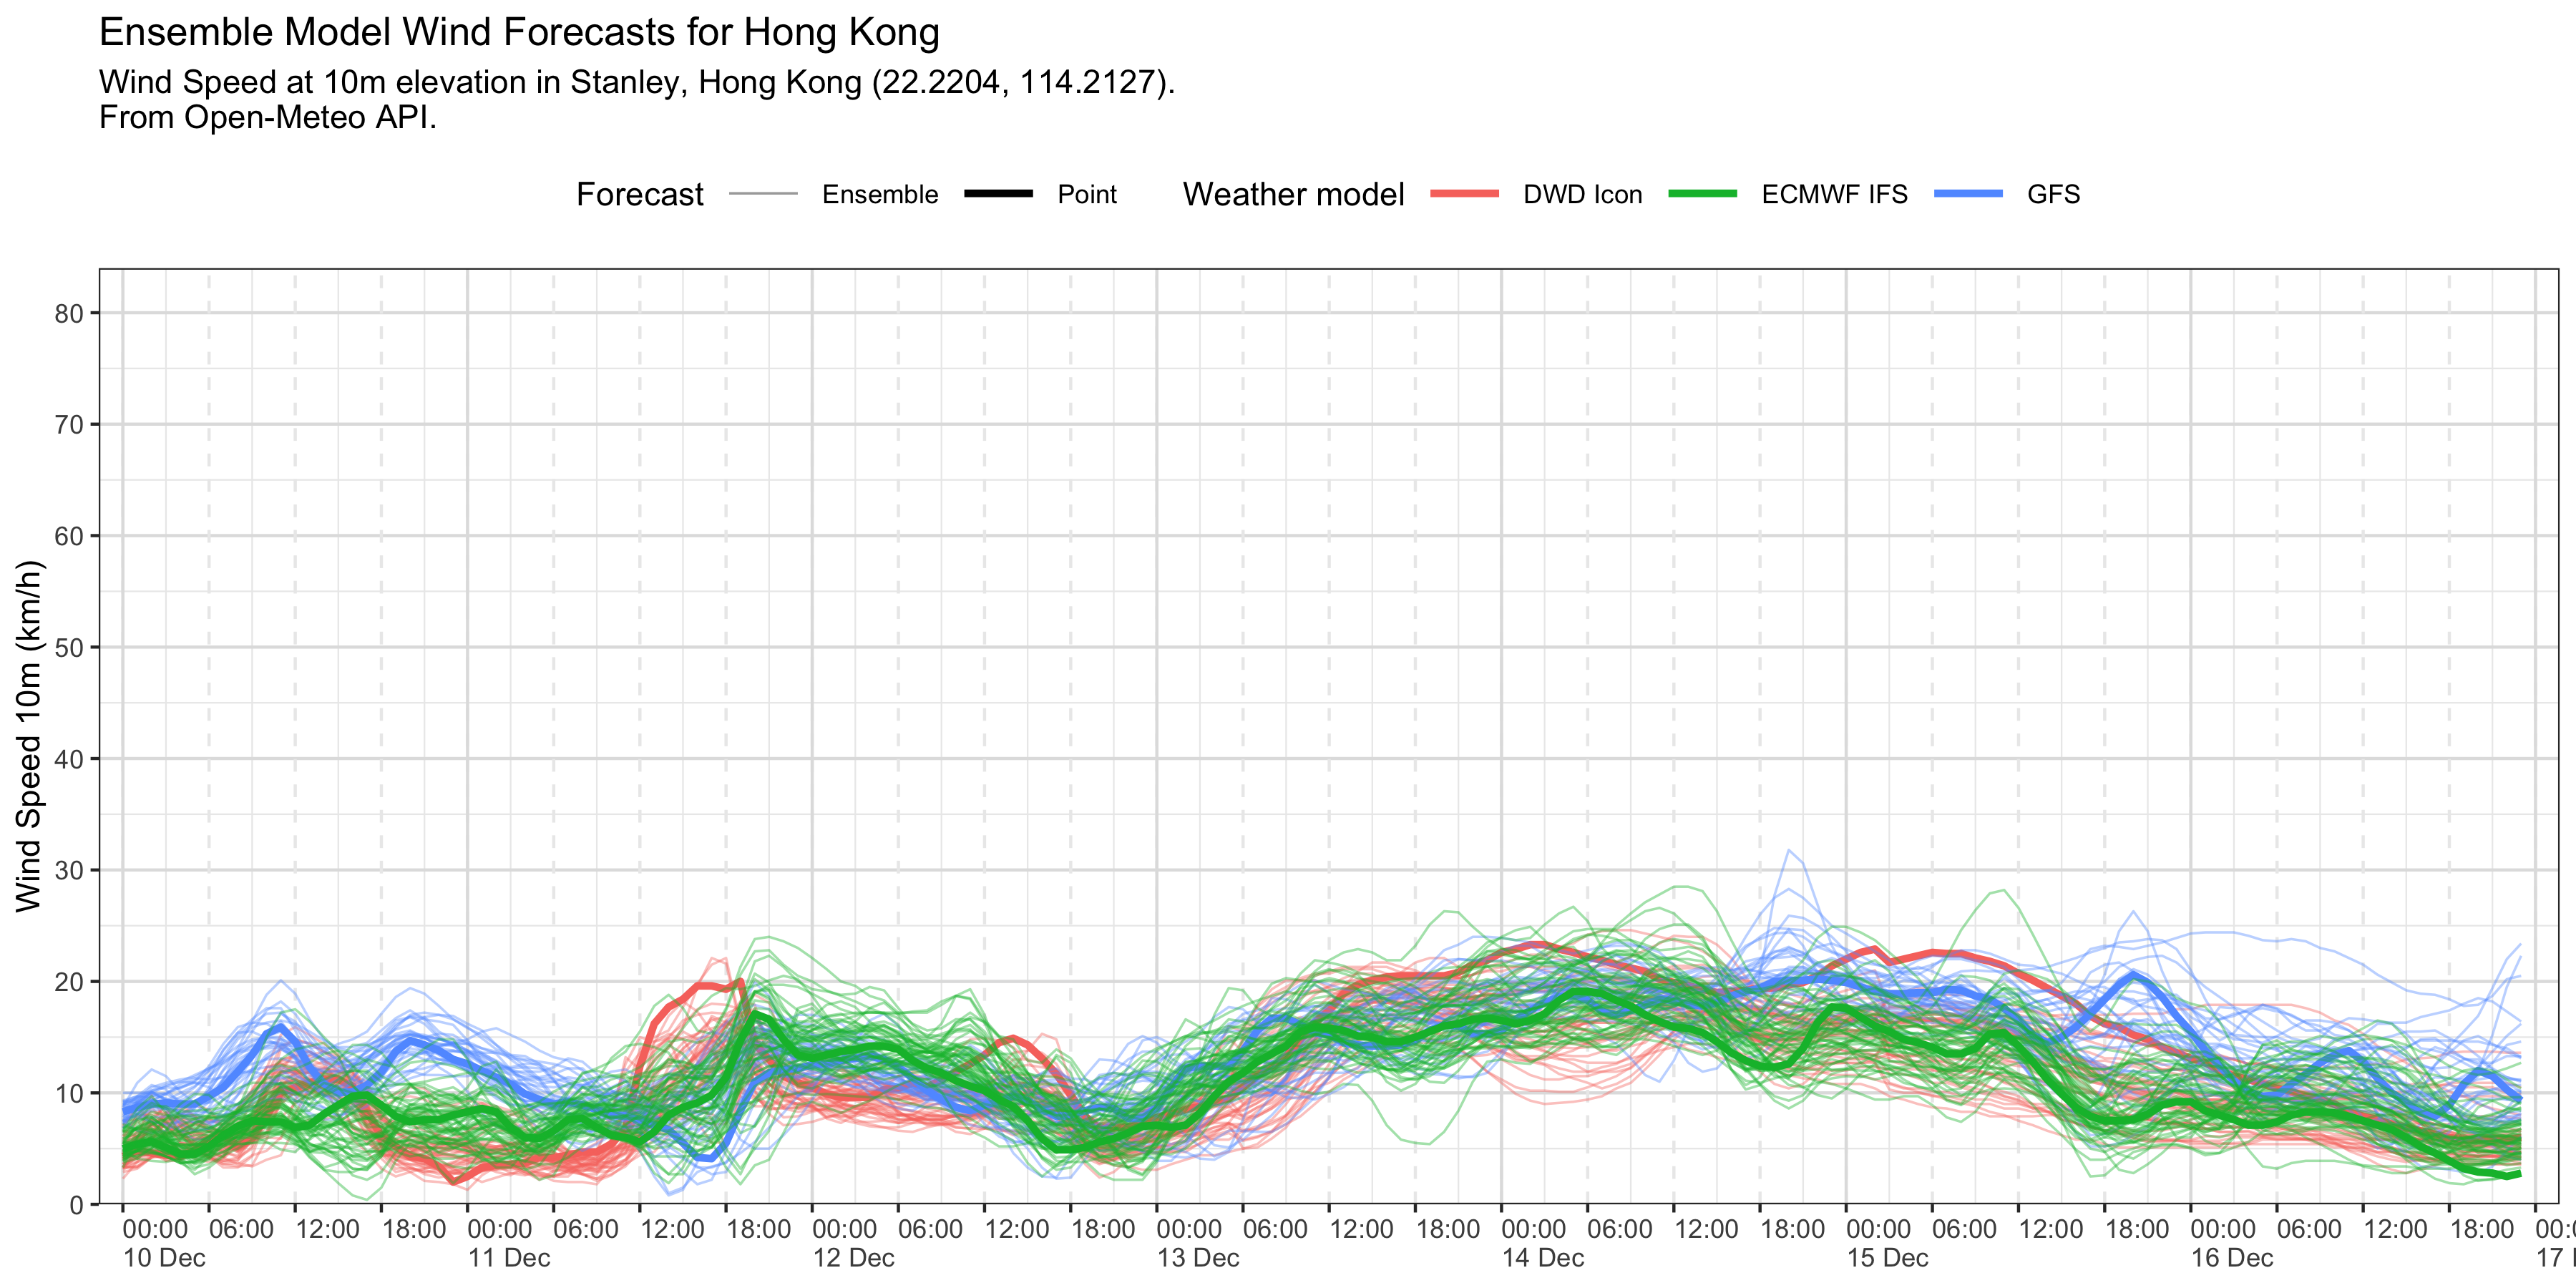 Ensemble Model Wind Forecasts for Hong Kong
Wind Speed at 10m elevation in Stanley, Hong Kong (22.2204, 114.2127).
From Open-Meteo API.
Forecast Ensemble Point Weather model DWD Icon ECMWF IFS GFS
Wind Speed 10m (km/h)
80
70
60
50
40
30
20
10
0
00:00 06:00 12:00 18:00 00:00 06:00 12:00 18:00 00:00 06:00 12:00 18:00 00:00 06:00 12:00 18:00 00:00 06:00 12:00 18:00 00:00 06:00 12:00 18:00 00:00 06:00 12:00 18:00
10 Dec 11 Dec 12 Dec 13 Dec 14 Dec 15 Dec 16 Dec 17